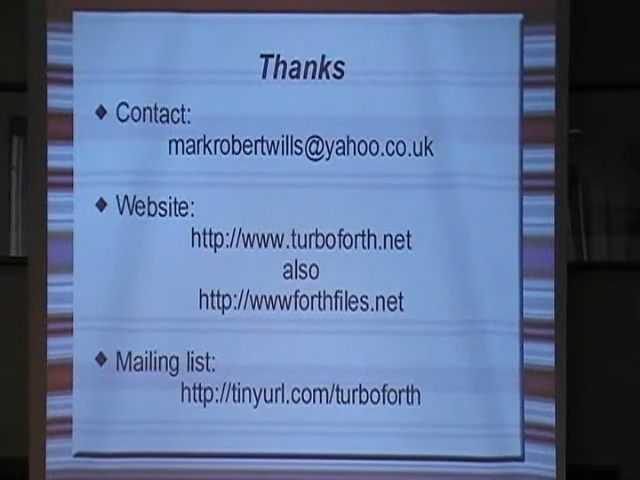 Thanks
Contact:
markrobertwills@yahoo.co.uk
Website:
http://www.turboforth.net
also
http://wwwforthfiles.net
Mailing list:
http://tinyurl.com/turboforth